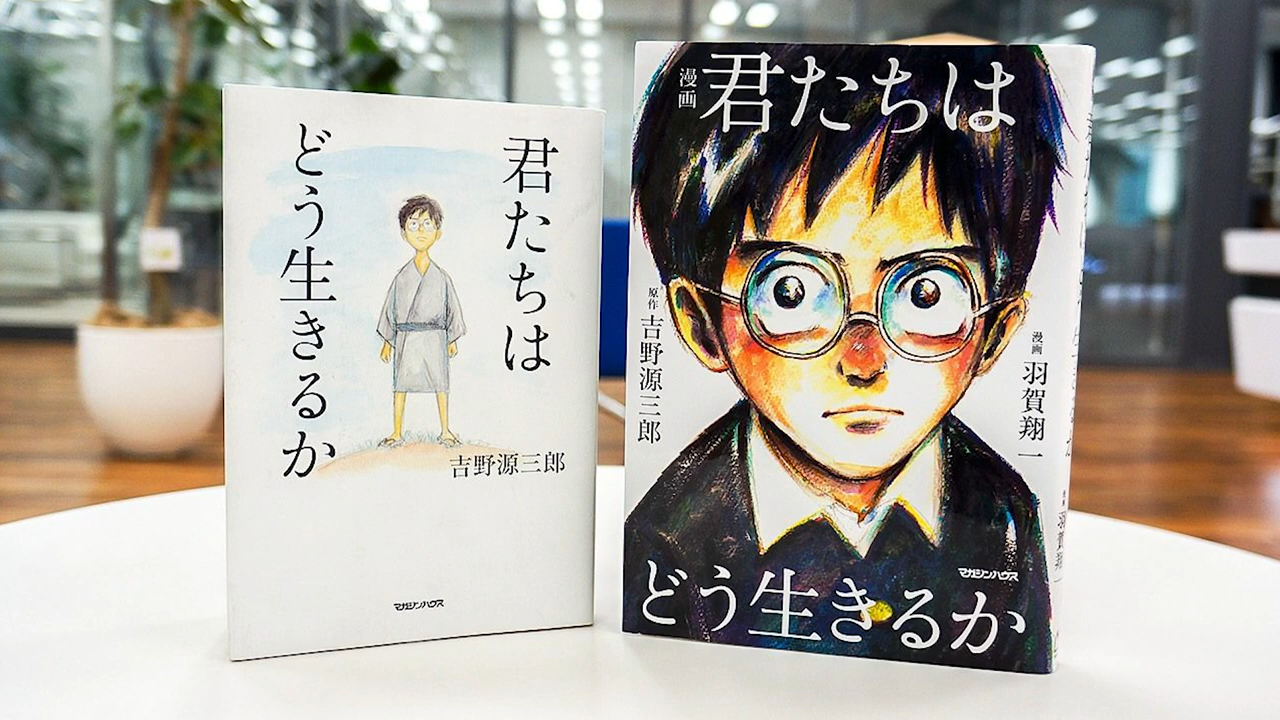 君たちは
どう生きるか
吉野源三郎
マガジンハウス
漫画
君たちは
原作 吉野源三郎
漫画 羽賀翔一
マガジンハウス
どう生きるか